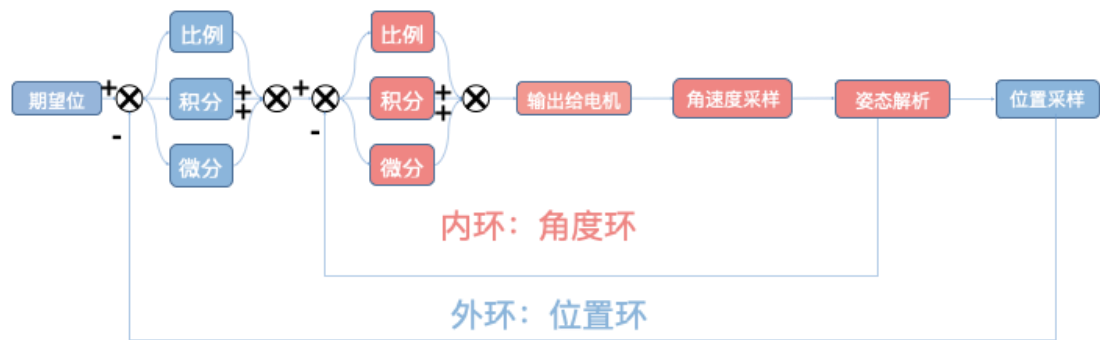 比例
比例
期望位
+
积分
+
+
+
积分
+
+
输出给电机
角速度采样
姿态解析
位置采样
-
-
微分
微分
内环：角度环
外环：位置环